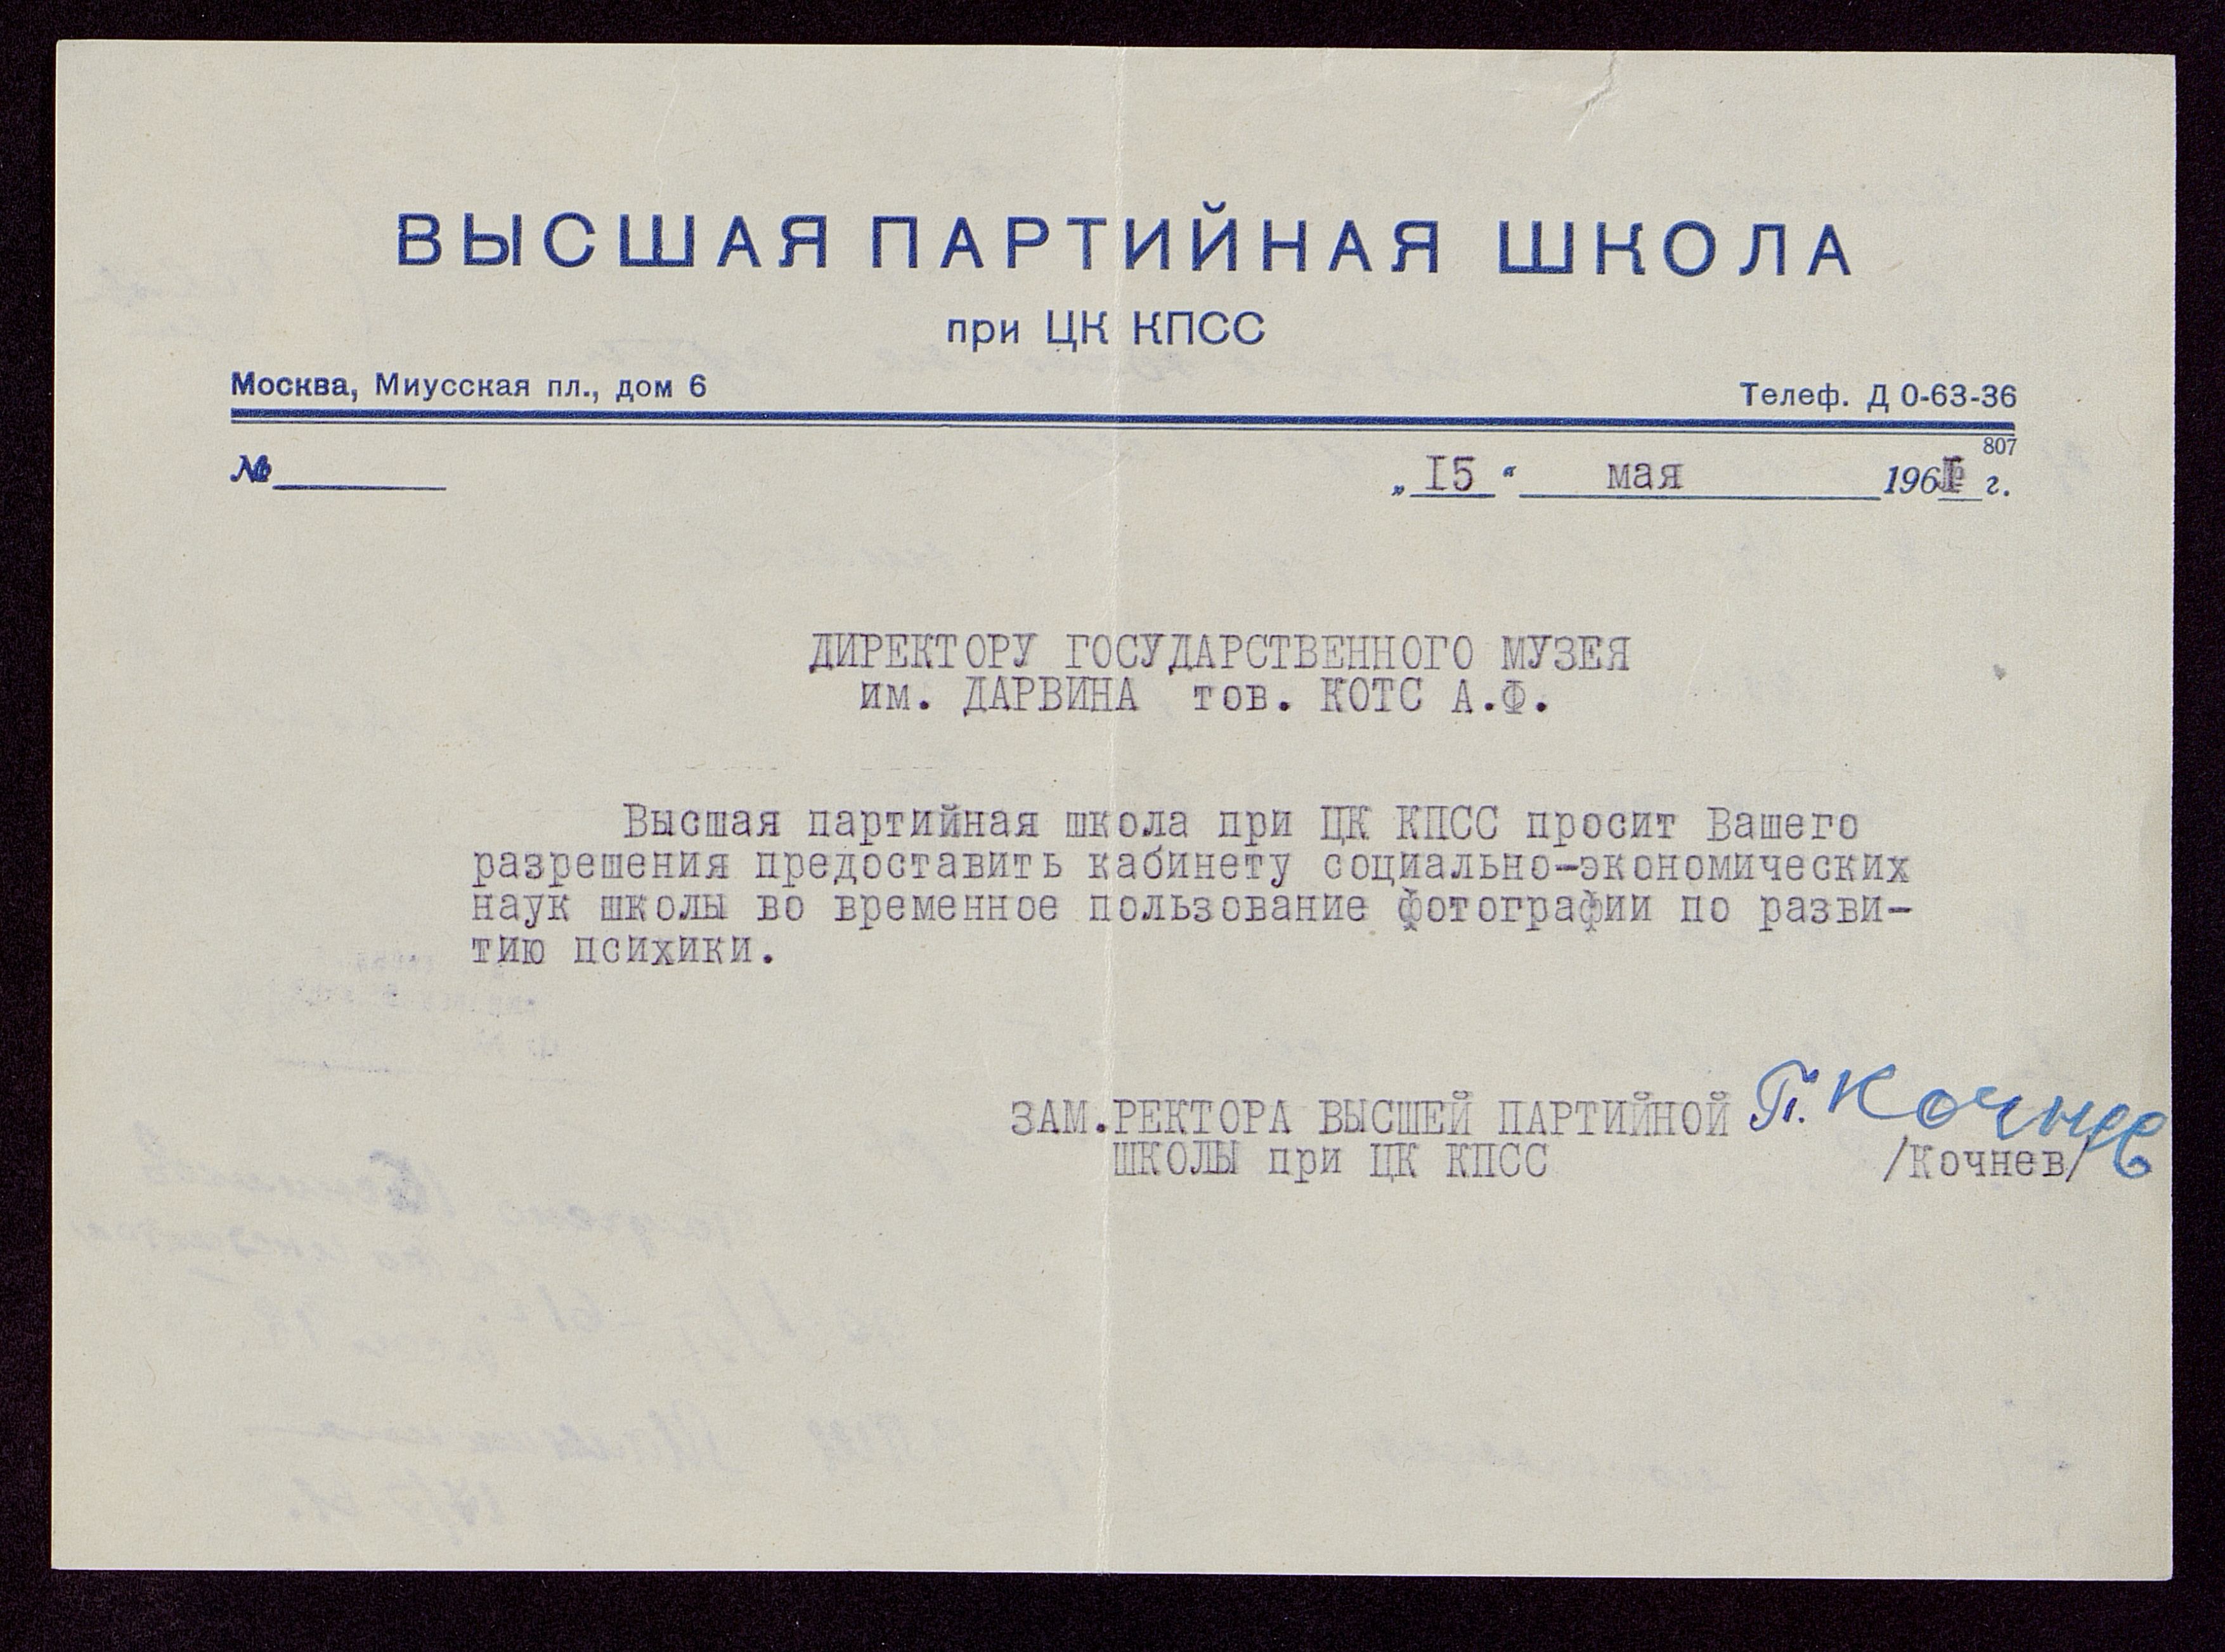 ВЫСШАЯ ПАРТИЙНАЯ ШКОЛА
при ЦК КПСС
Москва, Миусская пл., дом 6
Телеф. Д 0-63-36
807
№
„ I5 “ мая 196I г.
ДИРЕКТОРУ ГОСУДАРСТВЕННОГО МУЗЕЯ
им. ДАРВИНА тов. КОТС А.Ф.
Высшая партийная школа при ЦК КПСС просит Вашего
разрешения предоставить кабинету социально-экономических
наук школы во временное пользование фотографии по разви-
тию психики.
ЗАМ.РЕКТОРА ВЫСШЕЙ ПАРТИЙНОЙ П. Кочнев
ШКОЛЫ при ЦК КПСС /Кочнев/